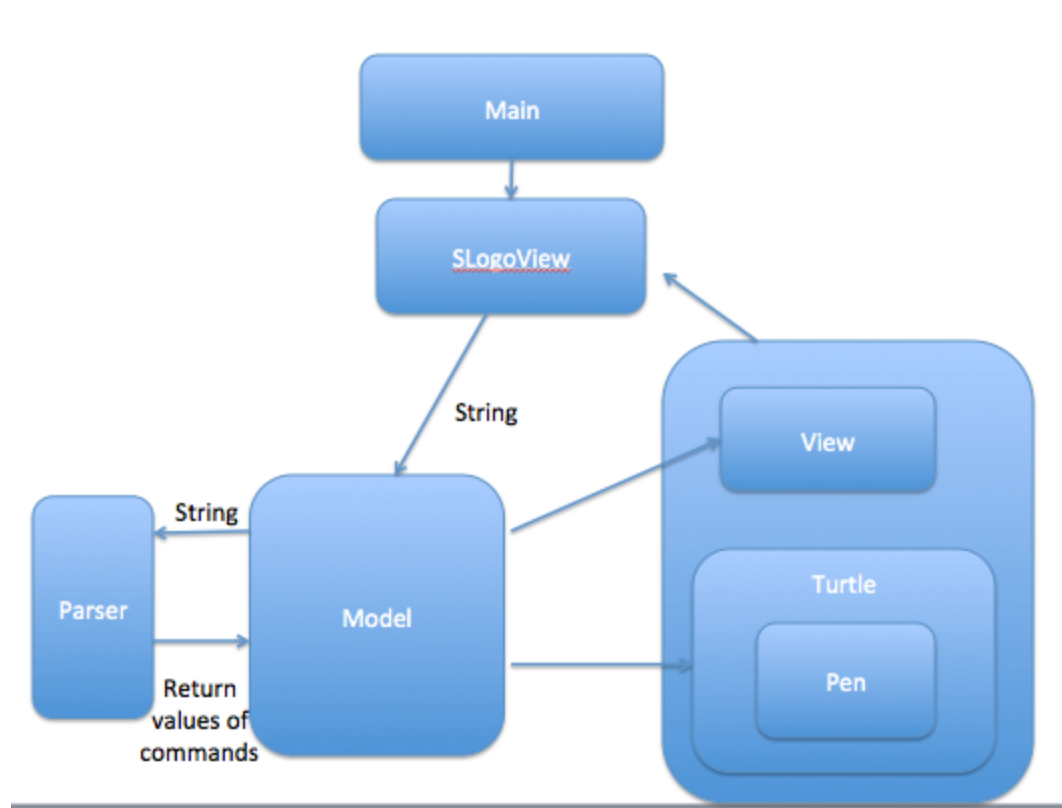 Main
SLogoView
String
View
String
Turtle
Parser
Model
Pen
Return
values of
commands